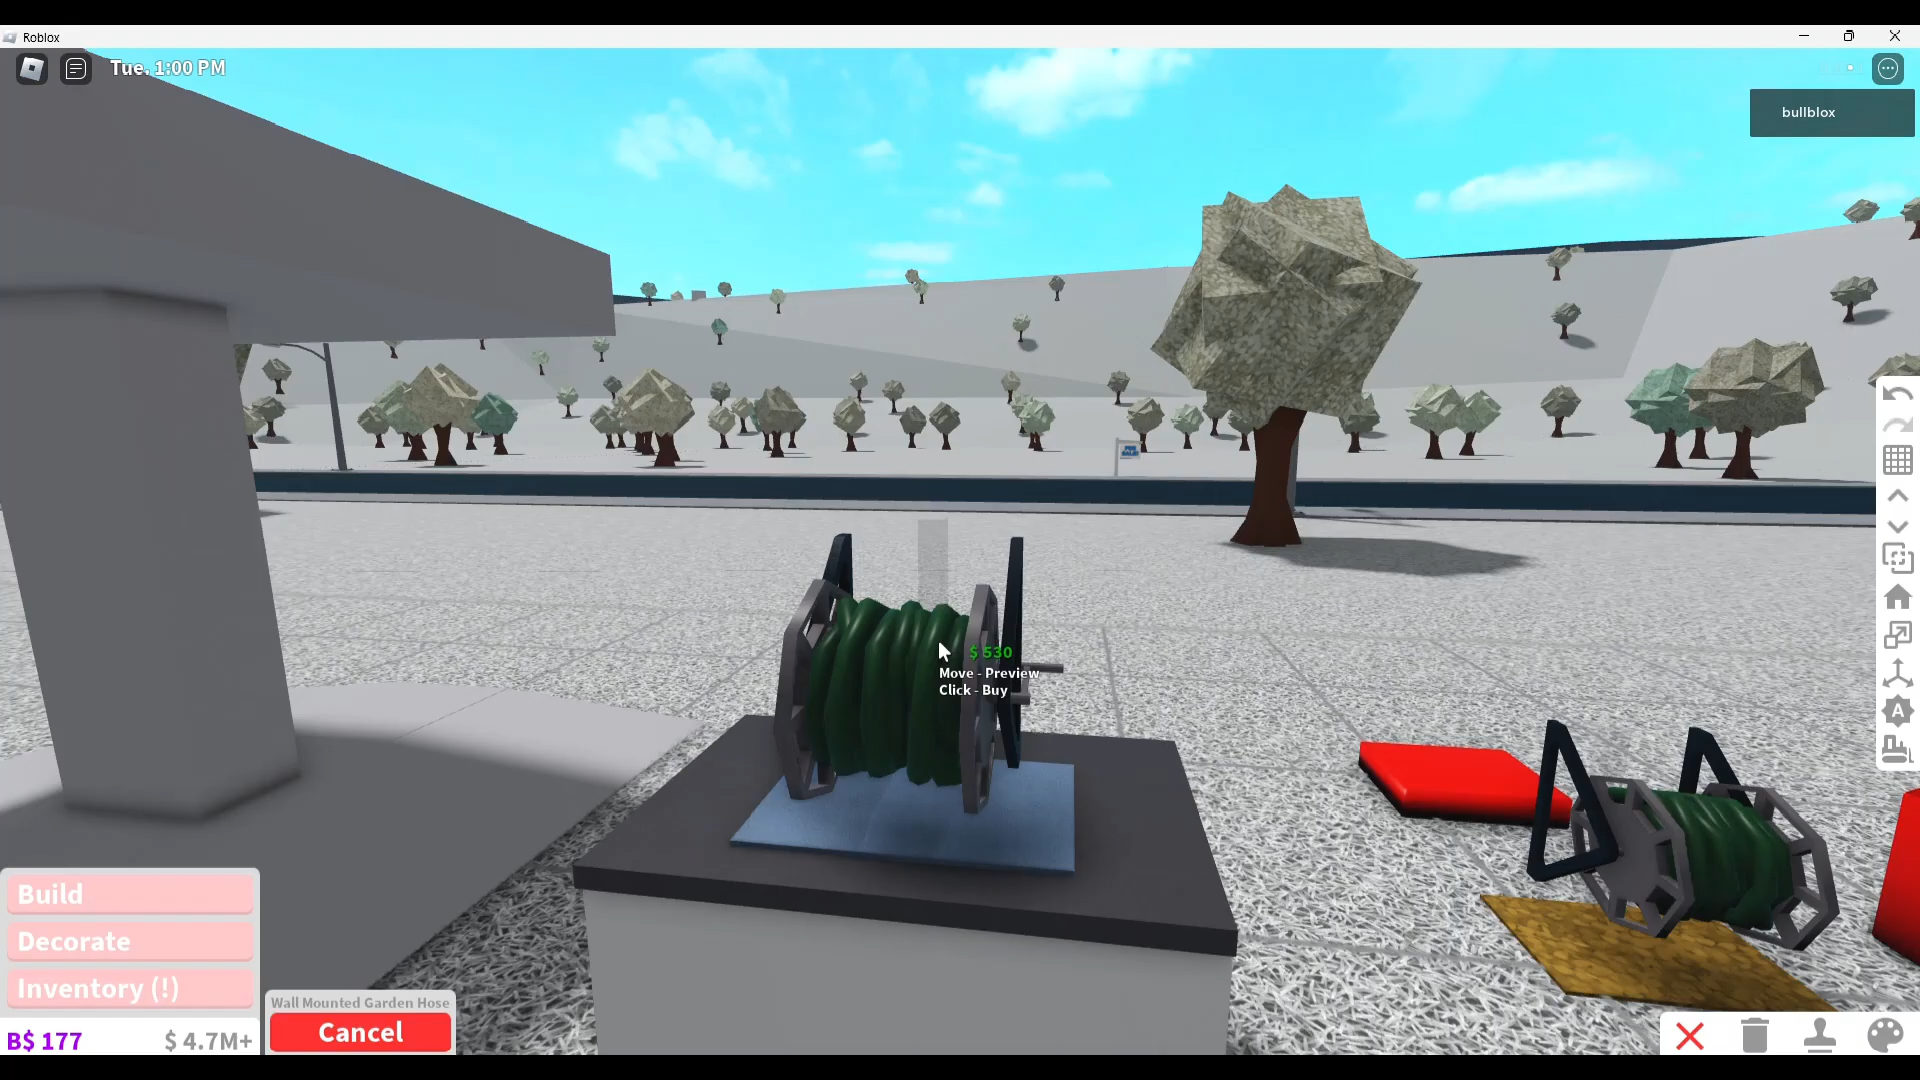 Roblox
Tue. 1:00 PM
bullblox
$ 530
Move - Preview
Click - Buy
A
Build
Decorate
Inventory (!)
Wall Mounted Garden Hose
Cancel
B$ 177
$ 4.7M+